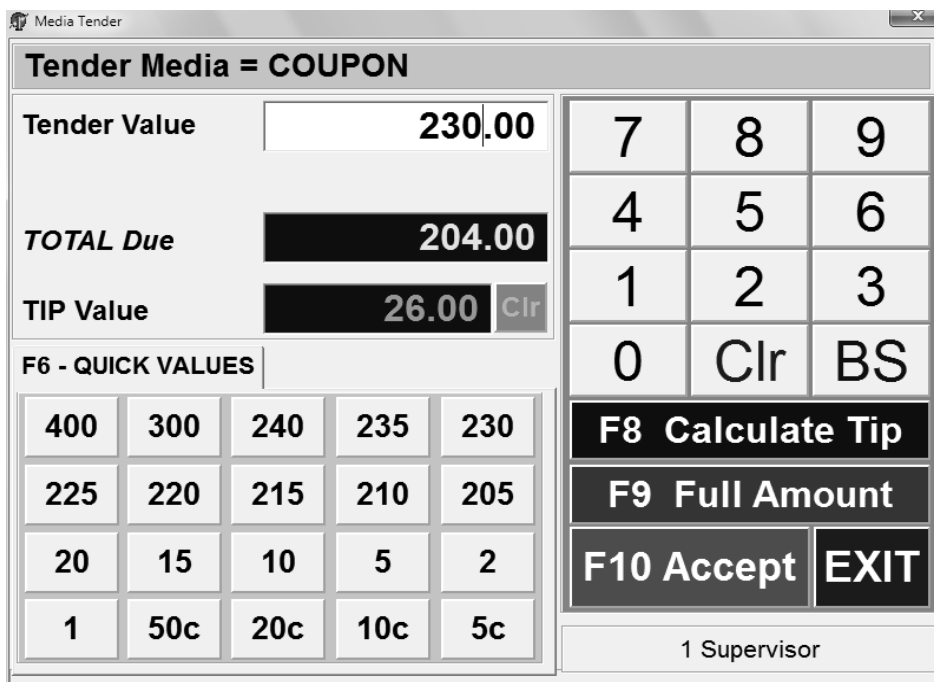 Media Tender
x
Tender Media = COUPON
Tender Value 230.00
TOTAL Due 204.00
TIP Value 26.00 Clr
F6 - QUICK VALUES
400 300 240 235 230
225 220 215 210 205
20 15 10 5 2
1 50c 20c 10c 5c
7 8 9
4 5 6
1 2 3
0 Clr BS
F8 Calculate Tip
F9 Full Amount
F10 Accept EXIT
1 Supervisor